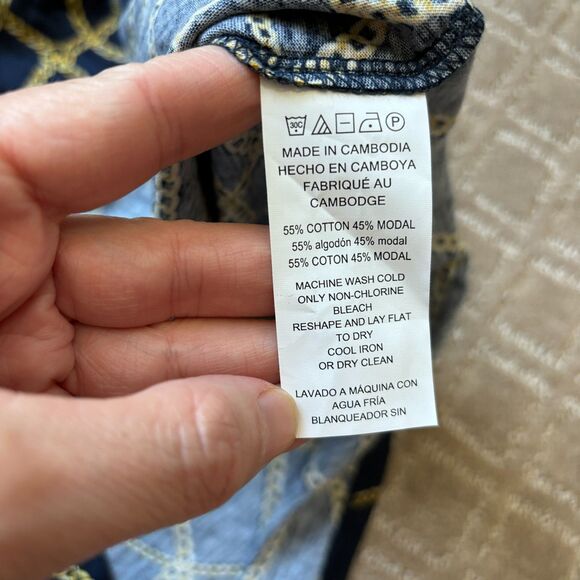 30C P
MADE IN CAMBODIA
HECHO EN CAMBOYA
FABRIQUÉ AU
CAMBODGE
55% COTTON 45% MODAL
55% algodón 45% modal
55% COTON 45% MODAL
MACHINE WASH COLD
ONLY NON-CHLORINE
BLEACH
RESHAPE AND LAY FLAT
TO DRY
COOL IRON
OR DRY CLEAN
LAVADO A MÁQUINA CON
AGUA FRÍA
BLANQUEADOR SIN